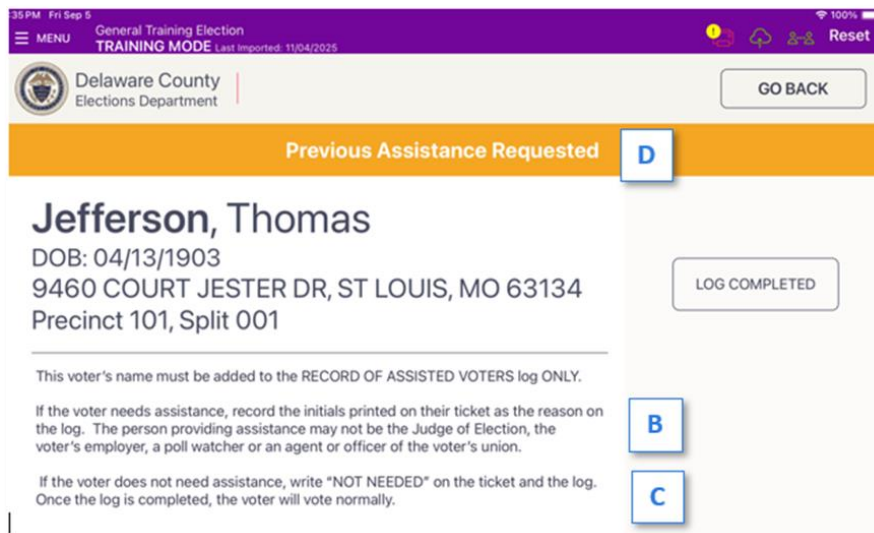 :35 PM Fri Sep 5
100%
MENU
General Training Election
TRAINING MODE Last Imported: 11/04/2025
!
Reset
Delaware County
Elections Department
GO BACK
Previous Assistance Requested
D
Jefferson, Thomas
DOB: 04/13/1903
9460 COURT JESTER DR, ST LOUIS, MO 63134
Precinct 101, Split 001
LOG COMPLETED
This voter's name must be added to the RECORD OF ASSISTED VOTERS log ONLY.
If the voter needs assistance, record the initials printed on their ticket as the reason on
the log. The person providing assistance may not be the Judge of Election, the
voter's employer, a poll watcher or an agent or officer of the voter's union.
B
If the voter does not need assistance, write "NOT NEEDED" on the ticket and the log.
Once the log is completed, the voter will vote normally.
C